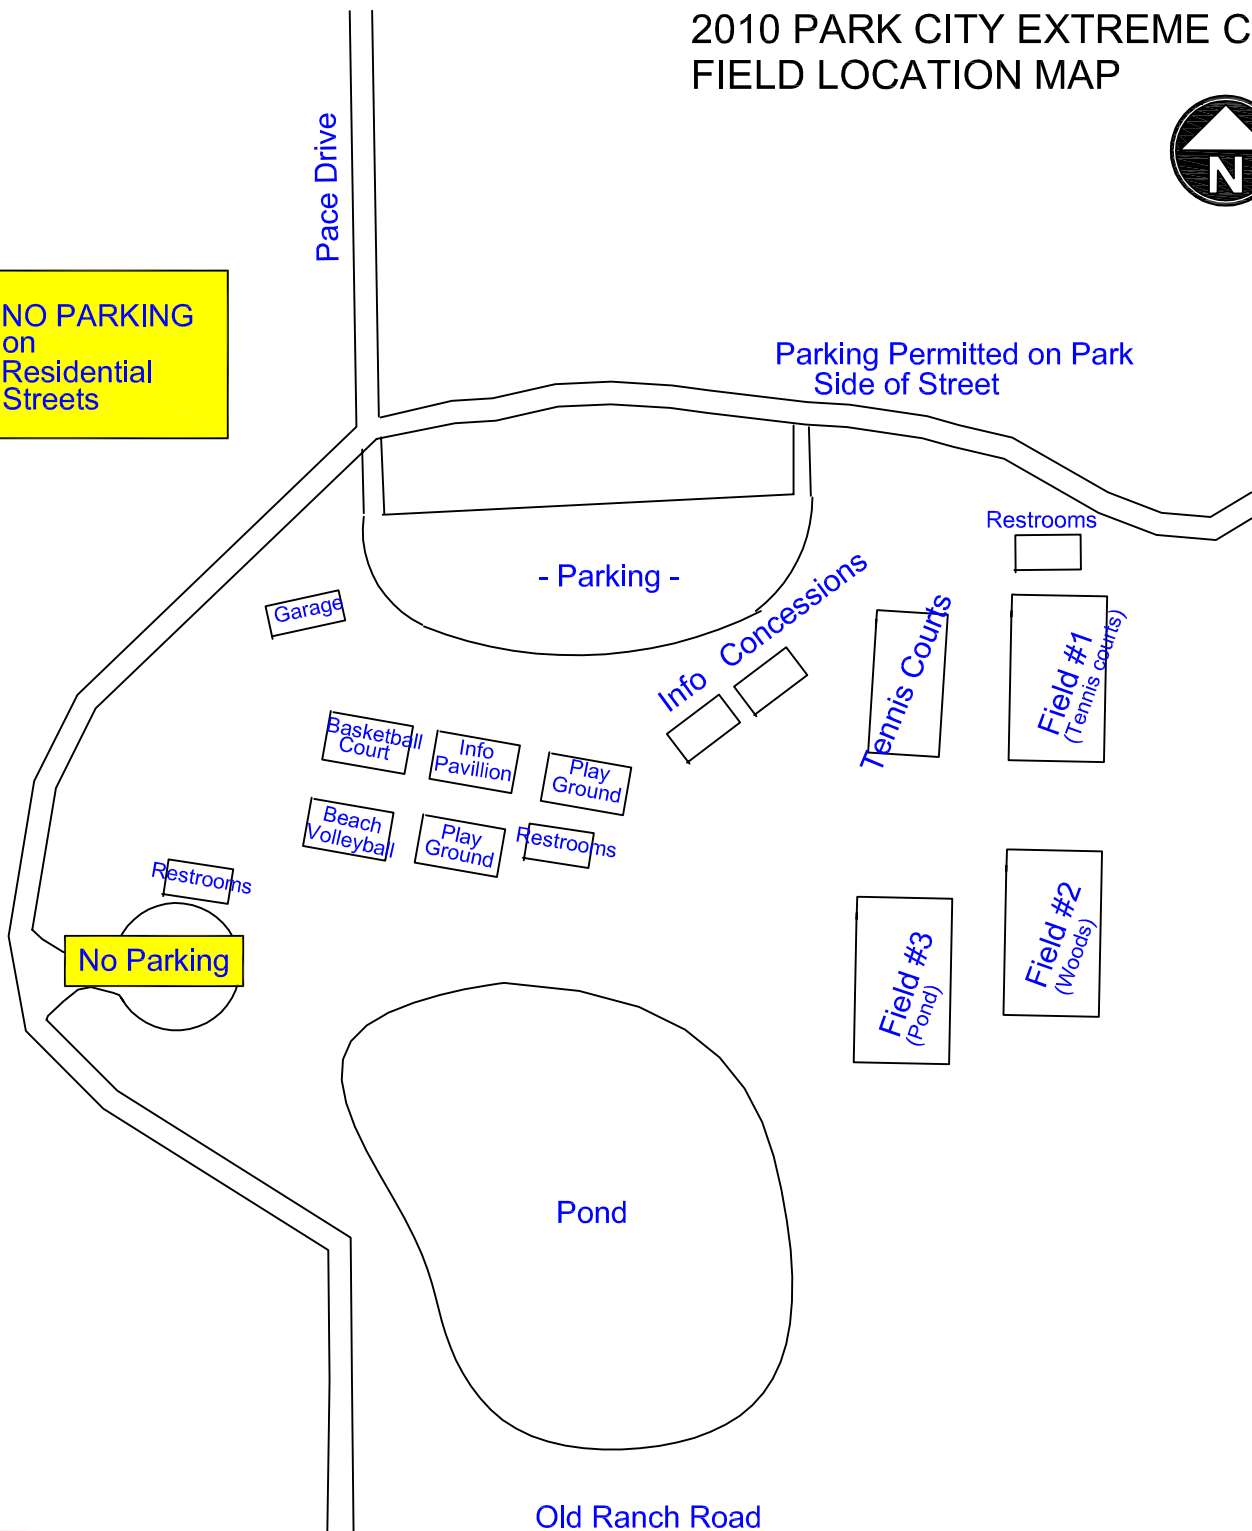 2010 PARK CITY EXTREME C
FIELD LOCATION MAP
N
Pace Drive
NO PARKING
on
Residential
Streets
Parking Permitted on Park
Side of Street
Restrooms
- Parking -
Garage
Info Concessions
Tennis Courts
Field #1
(Tennis courts)
Basketball
Court
Info
Pavillion
Play
Ground
Beach
Volleyball
Play
Ground
Restrooms
Restrooms
No Parking
Field #3
(Pond)
Field #2
(Woods)
Pond
Old Ranch Road